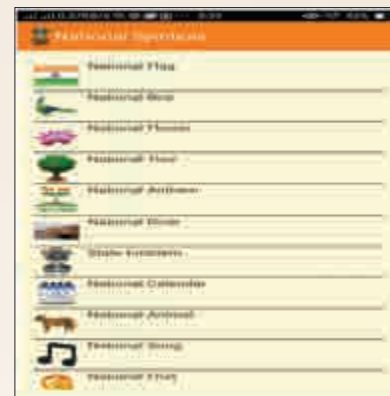 National Symbols
National Flag
National Bird
National Flower
National Tree
National Anthem
National River
State Emblem
National Calendar
National Animal
National Song
National Fruit